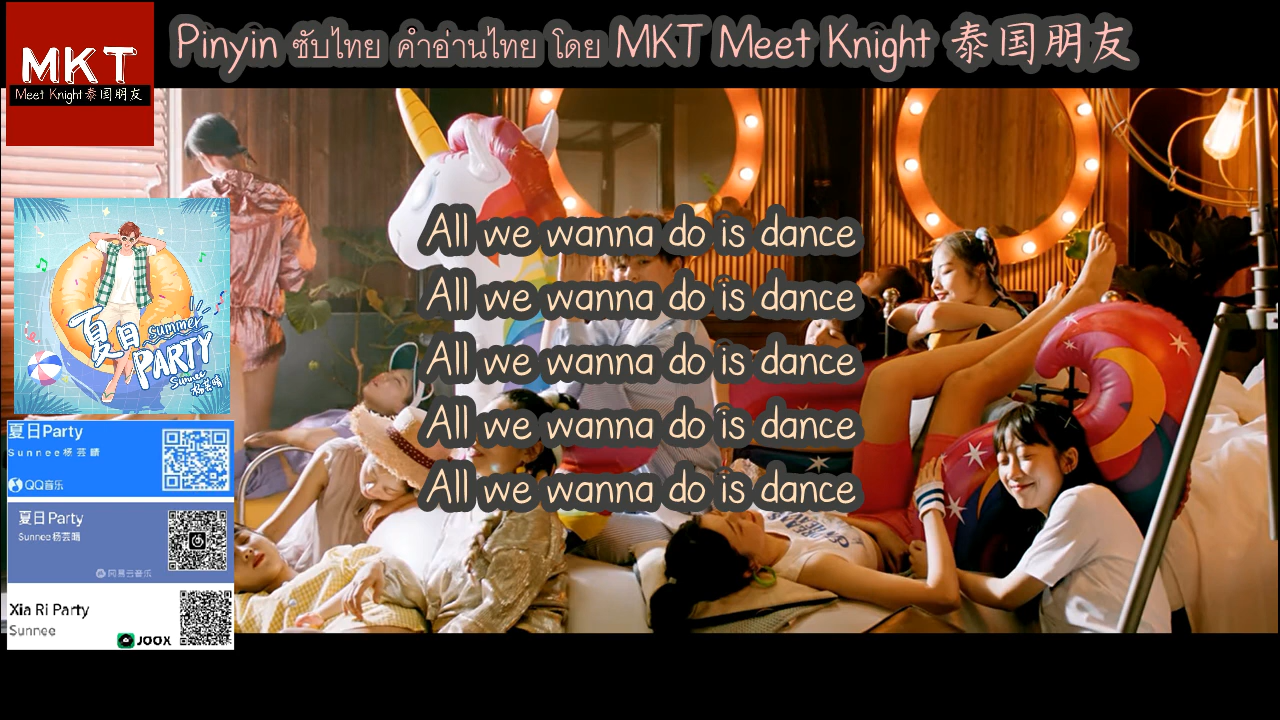 Pinyin ซับไทย คำอ่านไทย โดย MKT Meet Knight 泰国朋友
MKT
Meet Knight泰国朋友
All we wanna do is dance
All we wanna do is dance
All we wanna do is dance
All we wanna do is dance
All we wanna do is dance
夏日 summer
PARTY
Sunnee
杨芸晴
夏日Party
Sunnee杨芸晴
QQ音乐
夏日Party
Sunnee杨芸晴
网易云音乐
Xia Ri Party
Sunnee
JOOX